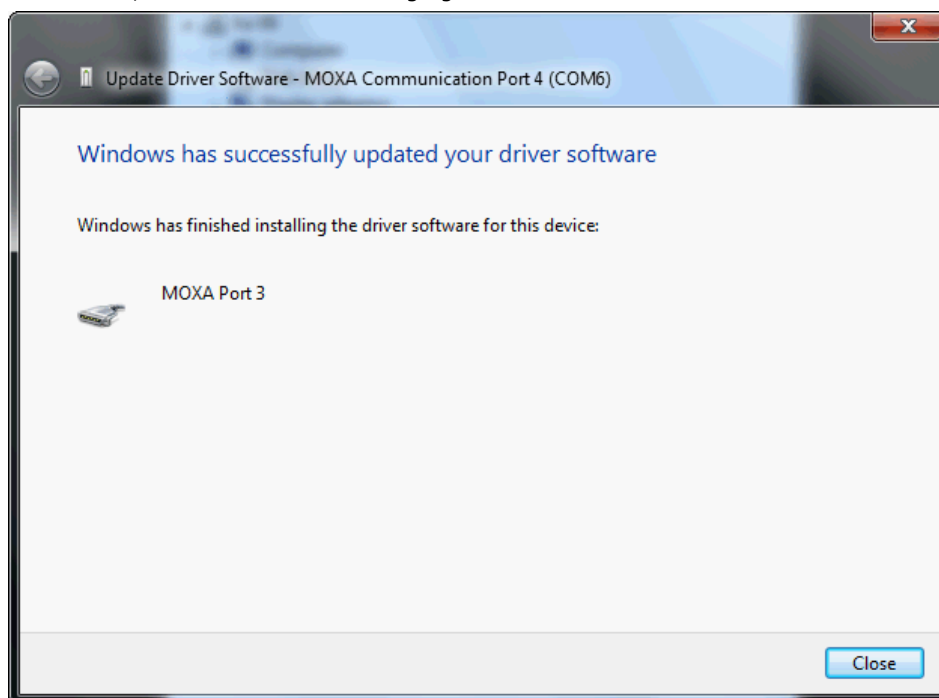 X
Update Driver Software - MOXA Communication Port 4 (COM6)
Windows has successfully updated your driver software
Windows has finished installing the driver software for this device:
MOXA Port 3
Close